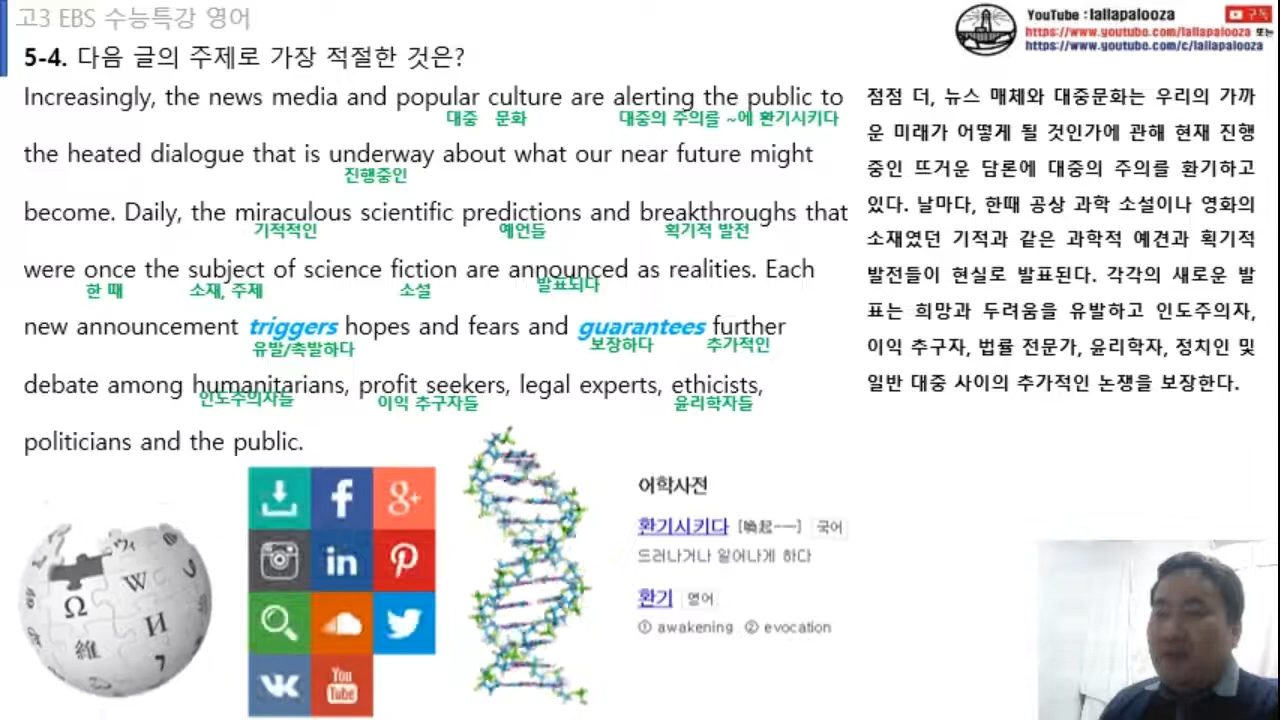 고3 EBS 수능특강 영어
YouTube : lallapalooza
구독
https://www.youtube.com/lallapalooza 또는
https://www.youtube.com/c/lallapalooza
5-4. 다음 글의 주제로 가장 적절한 것은?
Increasingly, the news media and popular culture are alerting the public to
대중 문화 대중의 주의를 ~에 환기시키다
the heated dialogue that is underway about what our near future might
진행중인
become. Daily, the miraculous scientific predictions and breakthroughs that
기적적인 예언들 획기적 발전
were once the subject of science fiction are announced as realities. Each
한 때 소재, 주제 소설 발표되다
new announcement triggers hopes and fears and guarantees further
유발/촉발하다 보장하다 추가적인
debate among humanitarians, profit seekers, legal experts, ethicists,
인도주의자들 이익 추구자들 윤리학자들
politicians and the public.
점점 더, 뉴스 매체와 대중문화는 우리의 가까
운 미래가 어떻게 될 것인가에 관해 현재 진행
중인 뜨거운 담론에 대중의 주의를 환기하고
있다. 날마다, 한때 공상 과학 소설이나 영화의
소재였던 기적과 같은 과학적 예견과 획기적
발전들이 현실로 발표된다. 각각의 새로운 발
표는 희망과 두려움을 유발하고 인도주의자,
이익 추구자, 법률 전문가, 윤리학자, 정치인 및
일반 대중 사이의 추가적인 논쟁을 보장한다.
Ω W И 維 7
f g+
in
You
Tube
어학사전
환기시키다 [喚起--] 국어
드러나거나 일어나게 하다
환기 영어
① awakening ② evocation